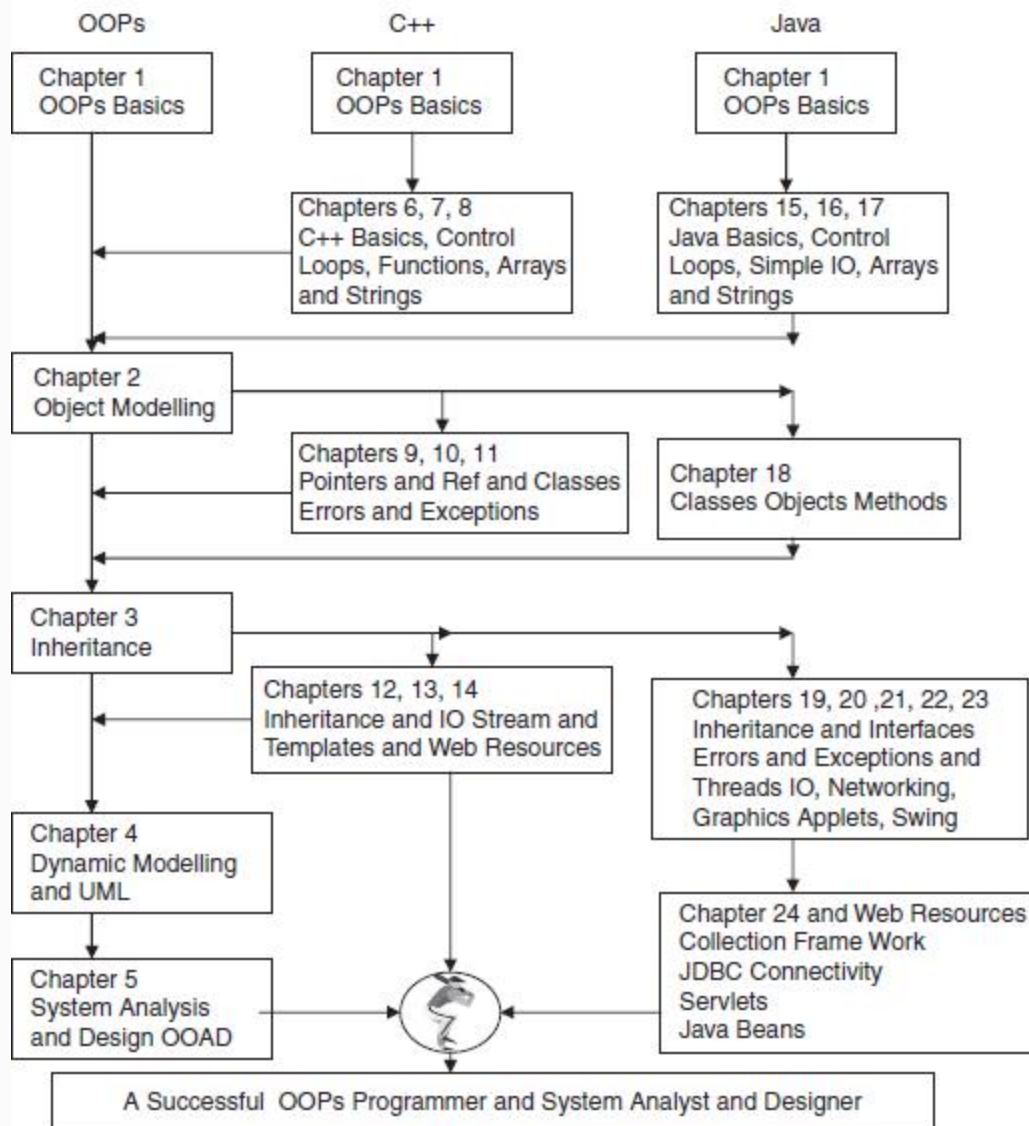 OOPs
C++
Java
Chapter 1
OOPs Basics
Chapter 1
OOPs Basics
Chapter 1
OOPs Basics
Chapters 6, 7, 8
C++ Basics, Control
Loops, Functions, Arrays
and Strings
Chapters 15, 16, 17
Java Basics, Control
Loops, Simple IO, Arrays
and Strings
Chapter 2
Object Modelling
Chapters 9, 10, 11
Pointers and Ref and Classes
Errors and Exceptions
Chapter 18
Classes Objects Methods
Chapter 3
Inheritance
Chapters 12, 13, 14
Inheritance and IO Stream and
Templates and Web Resources
Chapters 19, 20 ,21, 22, 23
Inheritance and Interfaces
Errors and Exceptions and
Threads IO, Networking,
Graphics Applets, Swing
Chapter 4
Dynamic Modelling
and UML
Chapter 24 and Web Resources
Collection Frame Work
JDBC Connectivity
Servlets
Java Beans
Chapter 5
System Analysis
and Design OOAD
A Successful OOPs Programmer and System Analyst and Designer